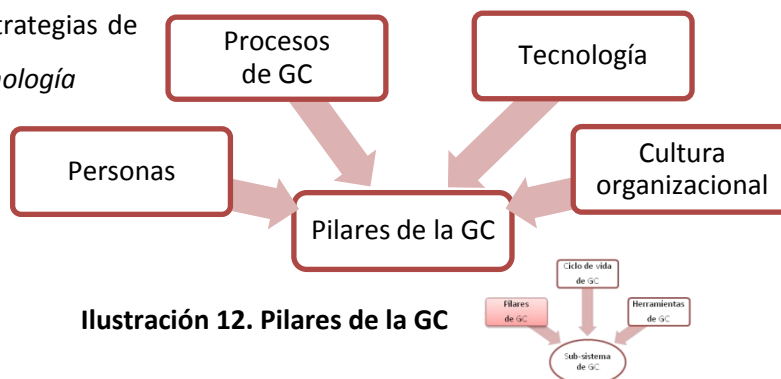 trategias de
nología
Procesos
de GC
Tecnología
Personas
Cultura
organizacional
Pilares de la GC
Ilustración 12. Pilares de la GC
Ciclo de vida
de GC
Pilares
de GC
Herramientas
de GC
Sub-sistema
de GC